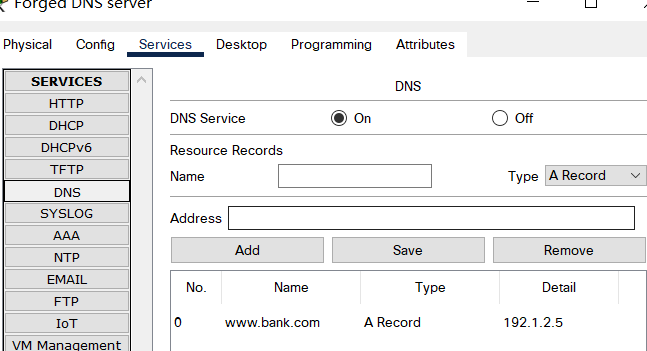 Forged DNS server
Physical Config Services Desktop Programming Attributes
SERVICES
HTTP
DHCP
DHCPv6
TFTP
DNS
SYSLOG
AAA
NTP
EMAIL
FTP
IoT
VM Management
DNS
DNS Service On Off
Resource Records
Name Type A Record
Address
Add Save Remove
No. Name Type Detail
0 www.bank.com A Record 192.1.2.5